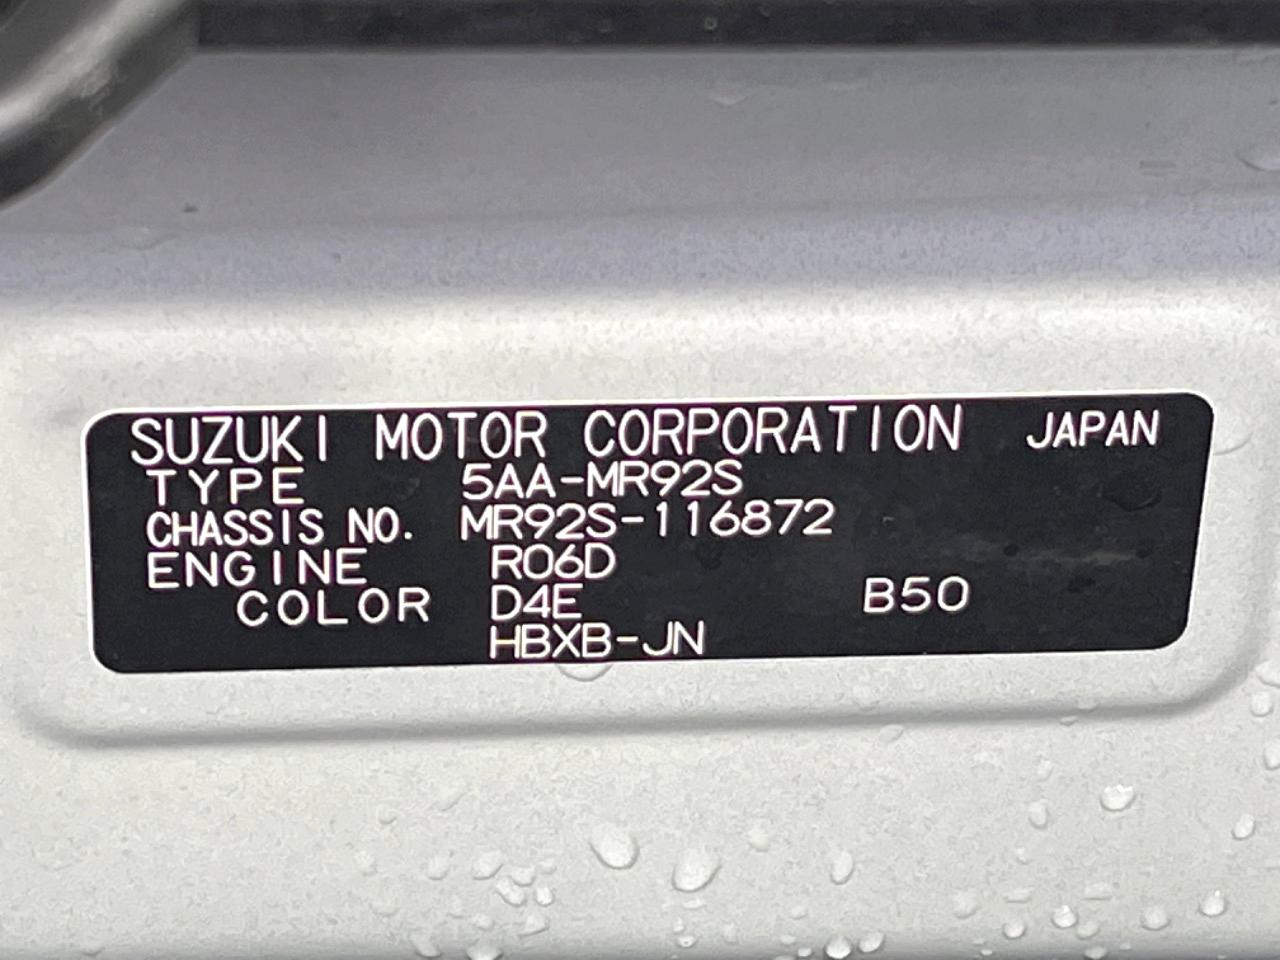 SUZUKI MOTOR CORPORATION JAPAN
TYPE 5AA-MR92S
CHASSIS NO. MR92S-116872
ENGINE R06D
COLOR D4E B50
HBXB-JN